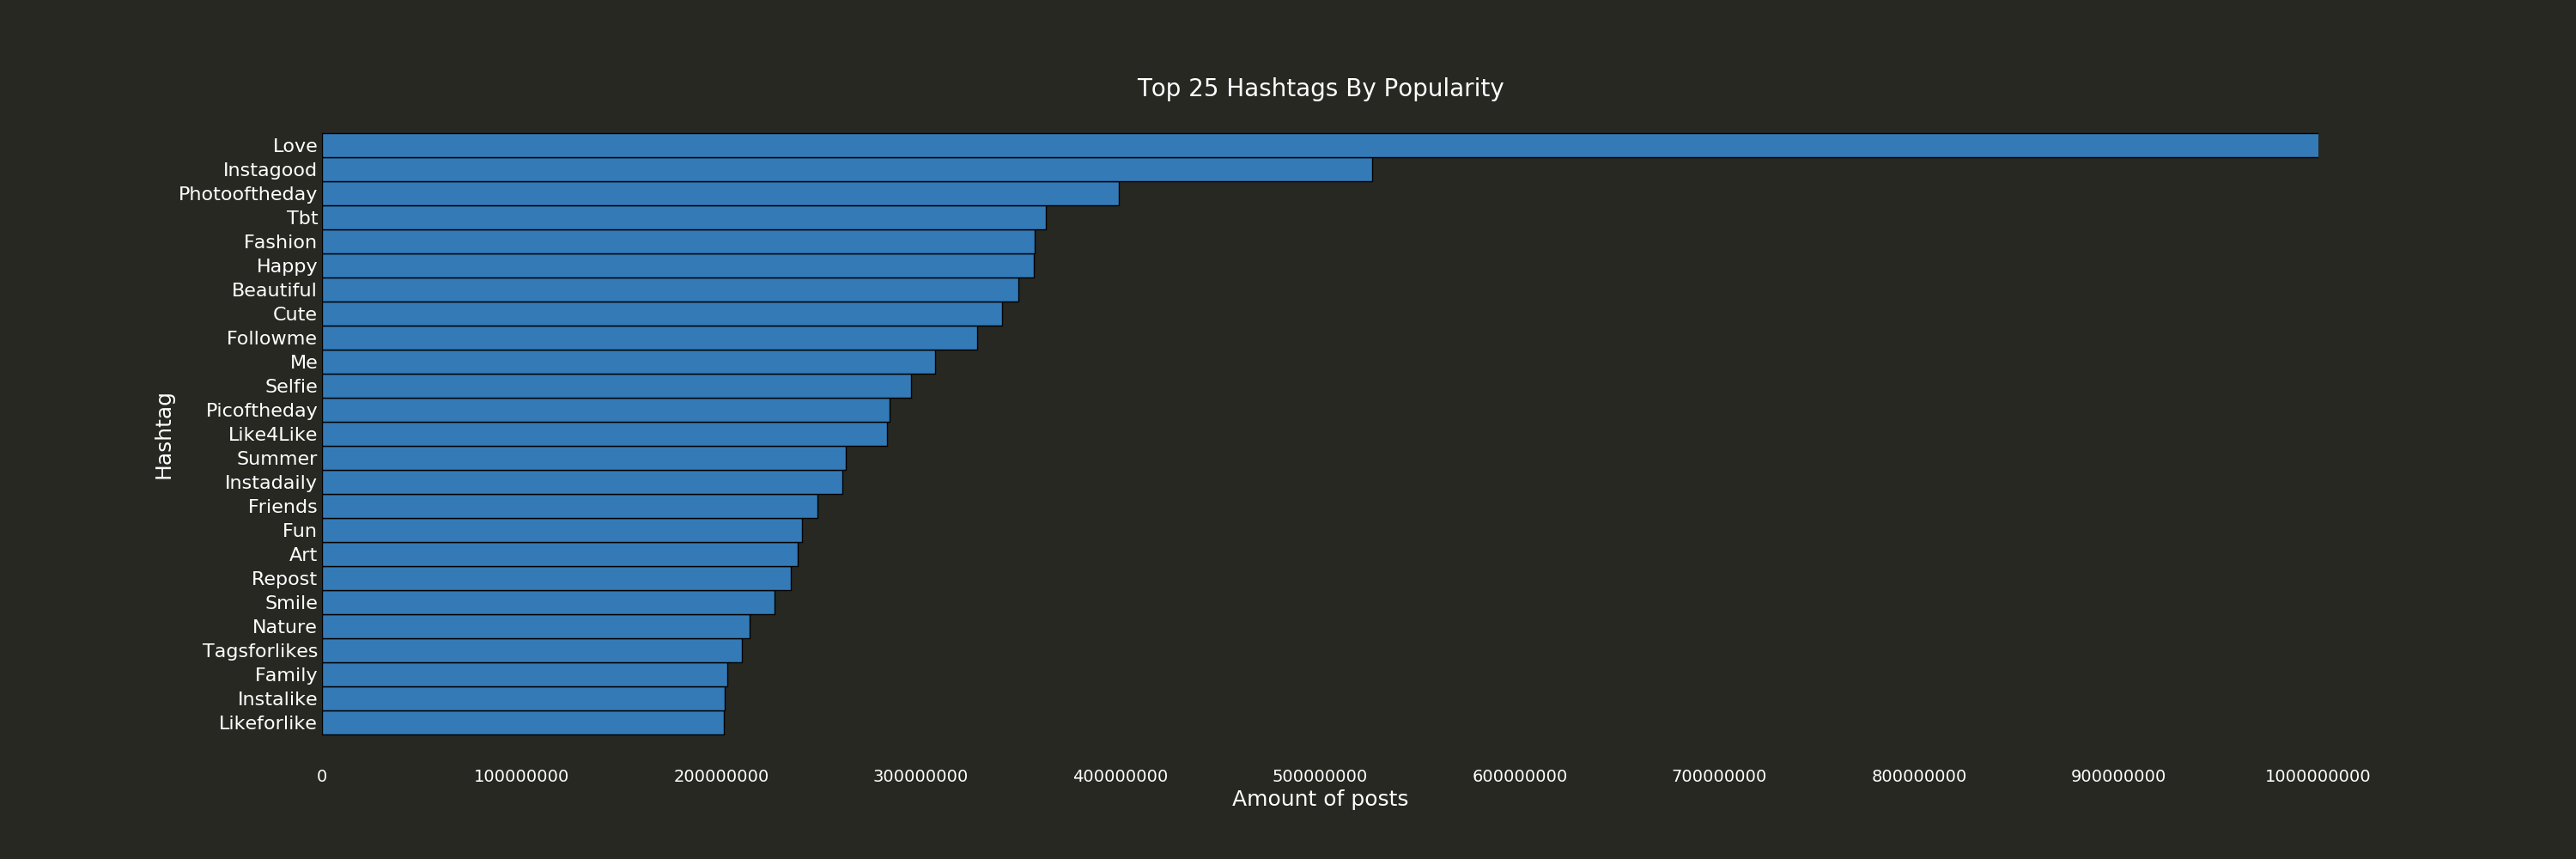 Top 25 Hashtags By Popularity
Love
Instagood
Photooftheday
Tbt
Fashion
Happy
Beautiful
Cute
Followme
Me
Selfie
Picoftheday
Like4Like
Summer
Instadaily
Friends
Fun
Art
Repost
Smile
Nature
Tagsforlikes
Family
Instalike
Likeforlike
Hashtag
0 100000000 200000000 300000000 400000000 500000000 600000000 700000000 800000000 900000000 1000000000
Amount of posts